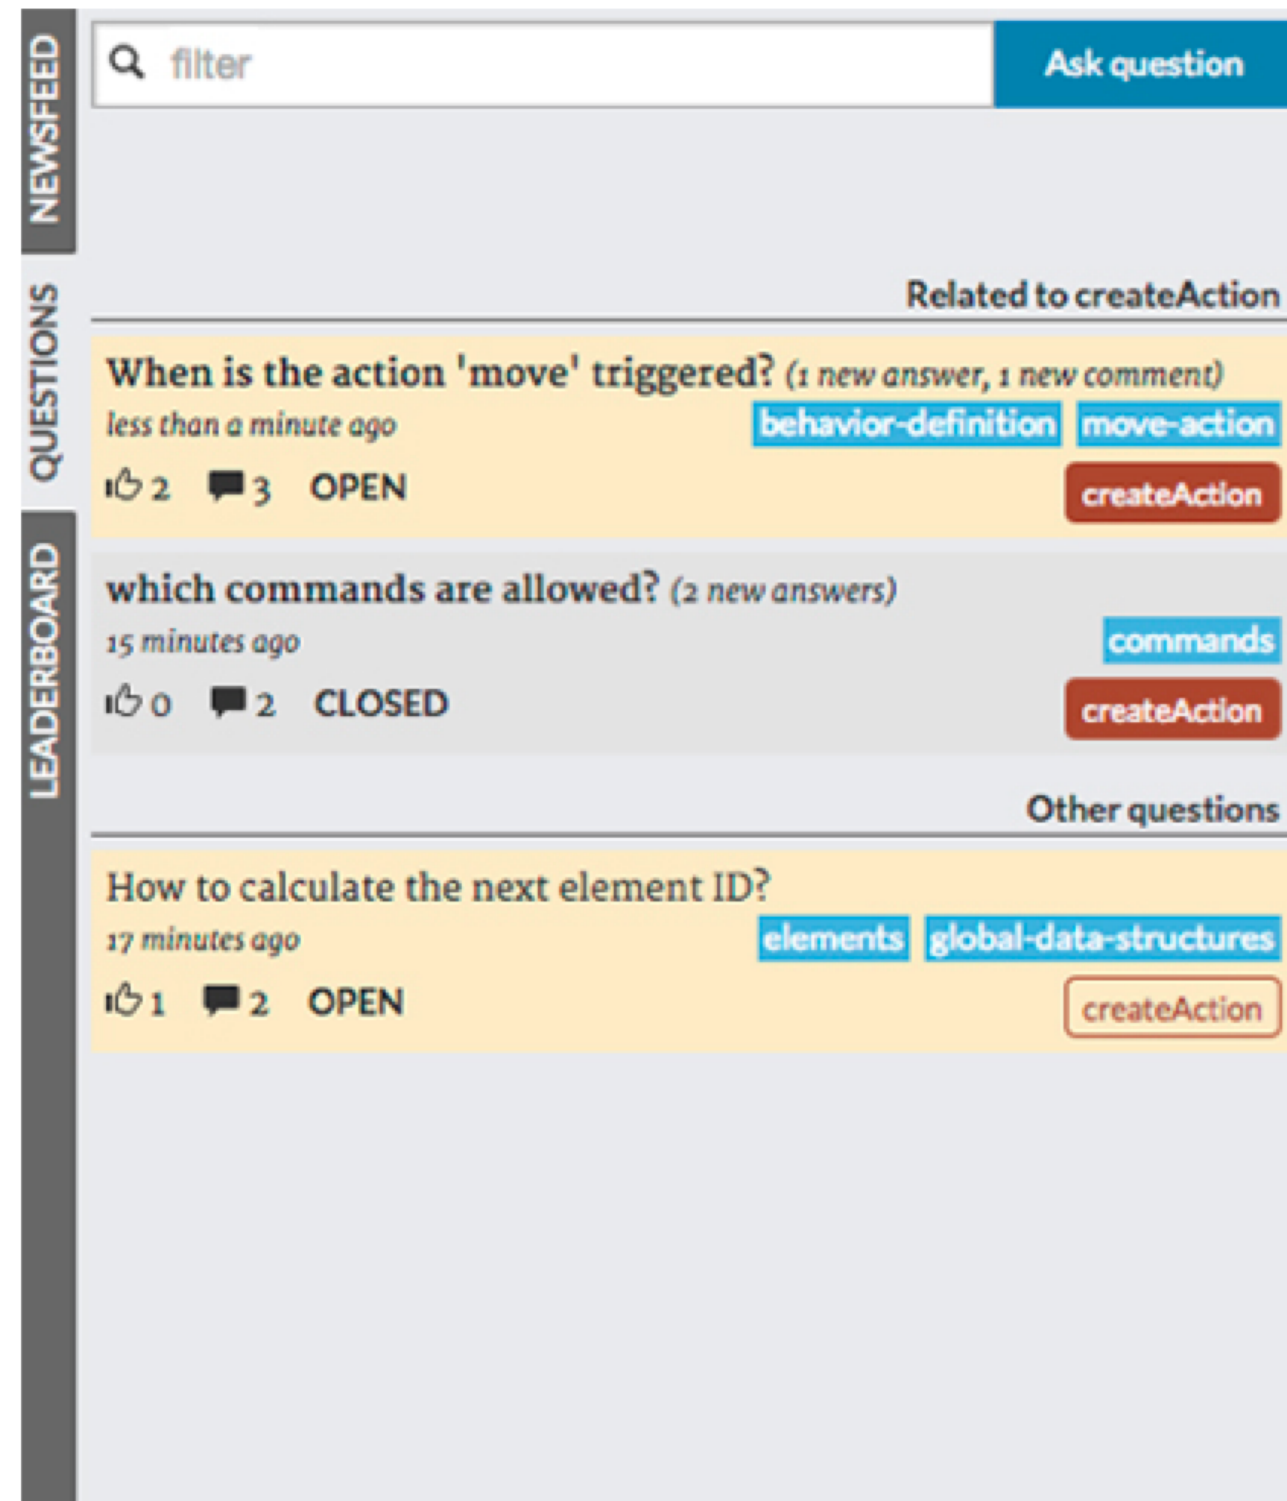 NEWSFEED
QUESTIONS
LEADERBOARD
filter
Ask question
Related to createAction
When is the action 'move' triggered? (1 new answer, 1 new comment)
less than a minute ago behavior-definition move-action
2 3 OPEN createAction
which commands are allowed? (2 new answers)
15 minutes ago commands
0 2 CLOSED createAction
Other questions
How to calculate the next element ID?
17 minutes ago elements global-data-structures
1 2 OPEN createAction